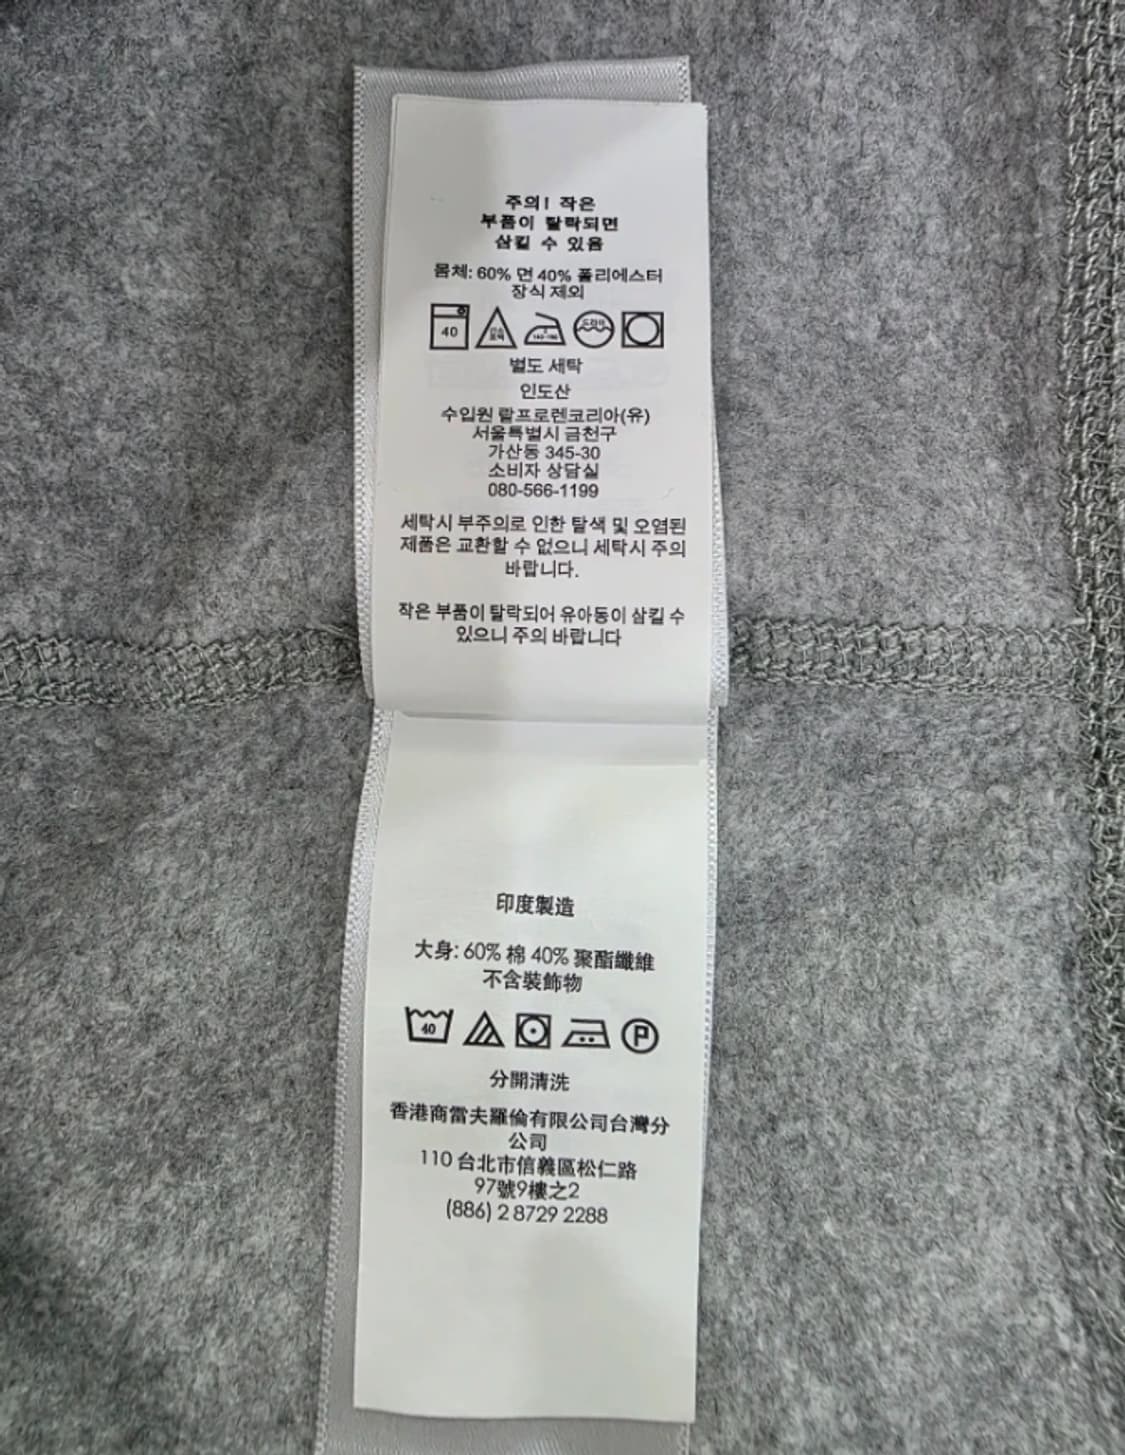 주의! 작은
부품이 탈락되면
삼킬 수 있음
몸체: 60% 면 40% 폴리에스터
장식 제외
40 산소 표백 드라이
별도 세탁
인도산
수입원 랄프로렌코리아(유)
서울특별시 금천구
가산동 345-30
소비자 상담실
080-566-1199
세탁시 부주의로 인한 탈색 및 오염된
제품은 교환할 수 없으니 세탁시 주의
바랍니다.
작은 부품이 탈락되어 유아동이 삼킬 수
있으니 주의 바랍니다
印度製造
大身: 60% 棉 40% 聚酯纖維
不含裝飾物
40 P
分開清洗
香港商雷夫羅倫有限公司台灣分
公司
110 台北市信義區松仁路
97號9樓之2
(886) 2 8729 2288